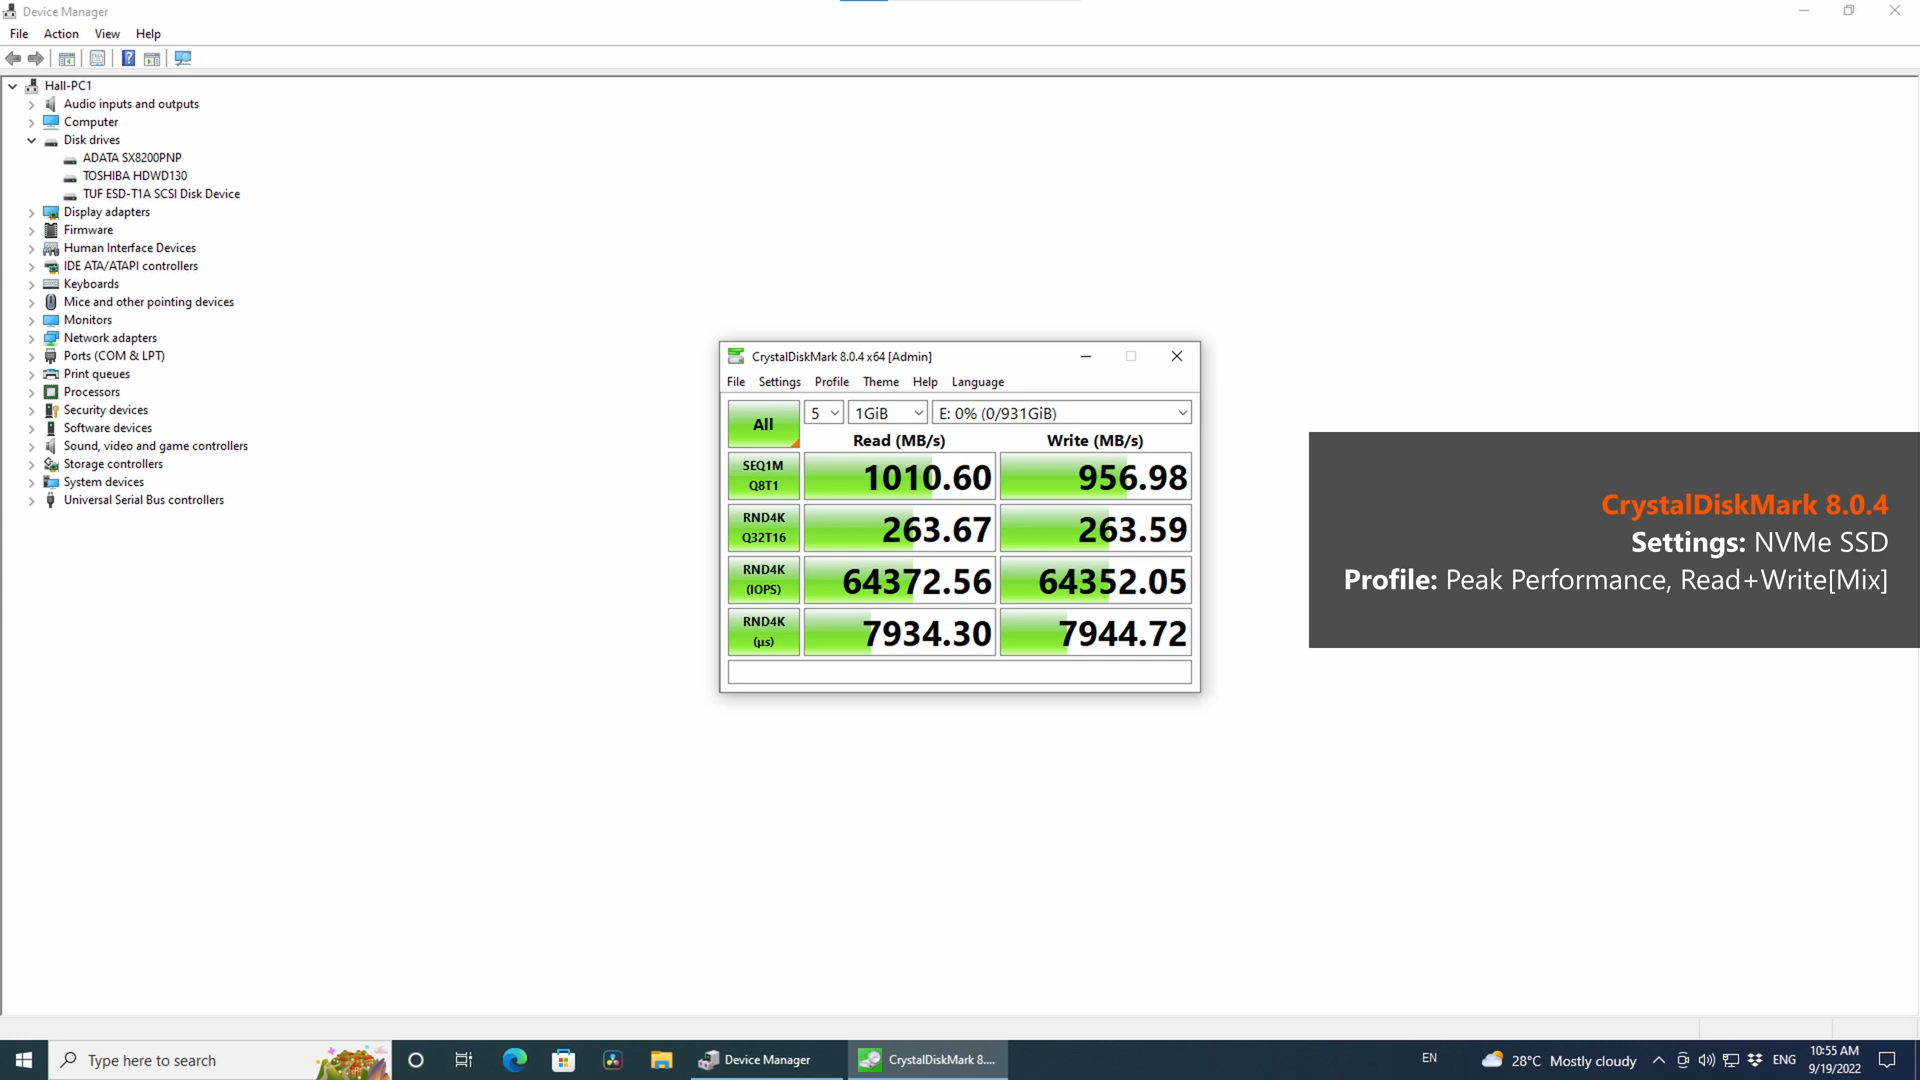 Device Manager
File Action View Help
Hall-PC1
Audio inputs and outputs
Computer
Disk drives
ADATA SX8200PNP
TOSHIBA HDWD130
TUF ESD-T1A SCSI Disk Device
Display adapters
Firmware
Human Interface Devices
IDE ATA/ATAPI controllers
Keyboards
Mice and other pointing devices
Monitors
Network adapters
Ports (COM & LPT)
Print queues
Processors
Security devices
Software devices
Sound, video and game controllers
Storage controllers
System devices
Universal Serial Bus controllers
CrystalDiskMark 8.0.4 x64 [Admin]
File Settings Profile Theme Help Language
All 5 1GiB E: 0% (0/931GiB)
Read (MB/s) Write (MB/s)
SEQ1M
Q8T1
1010.60 956.98
RND4K
Q32T16
263.67 263.59
RND4K
(IOPS)
64372.56 64352.05
RND4K
(µs)
7934.30 7944.72
CrystalDiskMark 8.0.4
Settings: NVMe SSD
Profile: Peak Performance, Read+Write[Mix]
Type here to search
Device Manager
CrystalDiskMark 8....
EN
28°C Mostly cloudy
ENG
10:55 AM
9/19/2022